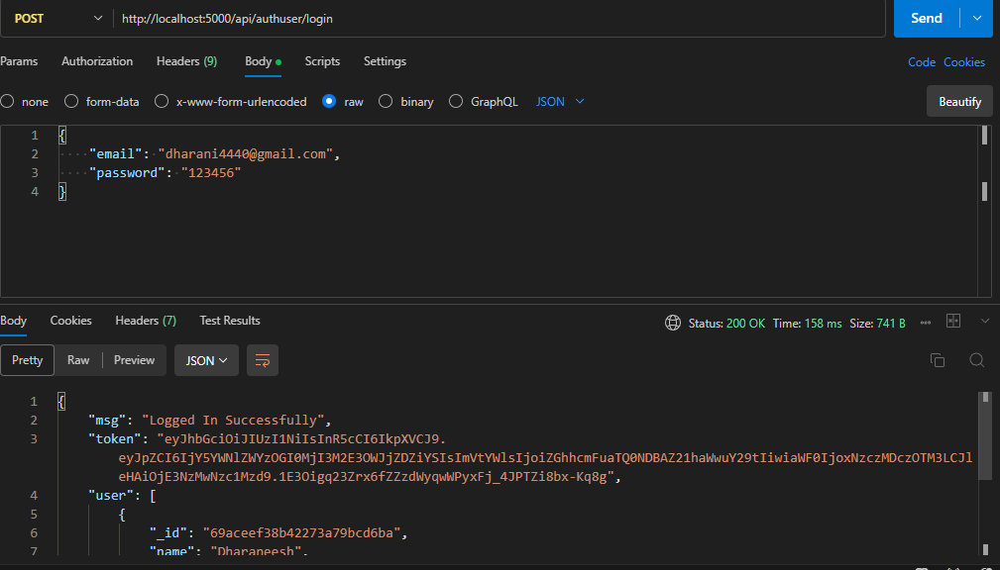 POST http://localhost:5000/api/authuser/login Send
Params Authorization Headers (9) Body Scripts Settings Code Cookies
none form-data x-www-form-urlencoded raw binary GraphQL JSON Beautify
1 {
2 "email": "dharani4440@gmail.com",
3 "password": "123456"
4 }
Body Cookies Headers (7) Test Results Status: 200 OK Time: 158 ms Size: 741 B
Pretty Raw Preview JSON
1 {
2 "msg": "Logged In Successfully",
3 "token": "eyJhbGciOiJIUzI1NiIsInR5cCI6IkpXVCJ9.
eyJpZCI6IjY5YWNlZWYzOGI0MjI3M2E3OWJjZDZiYSIsImVtYWlsIjoiZGhhcmFuaTQ0NDBAZ21haWwuY29tIiwiaWF0IjoxNzczMDczOTM3LCJl
eHAiOjE3NzMwNzc1Mzd9.1E3Oigq23Zrx6fZZzdWyqwWPyxFj_4JPTZi8bx-Kq8g",
4 "user": [
5 {
6 "_id": "69aceef38b42273a79bcd6ba",
7 "name": "Dharaneesh",